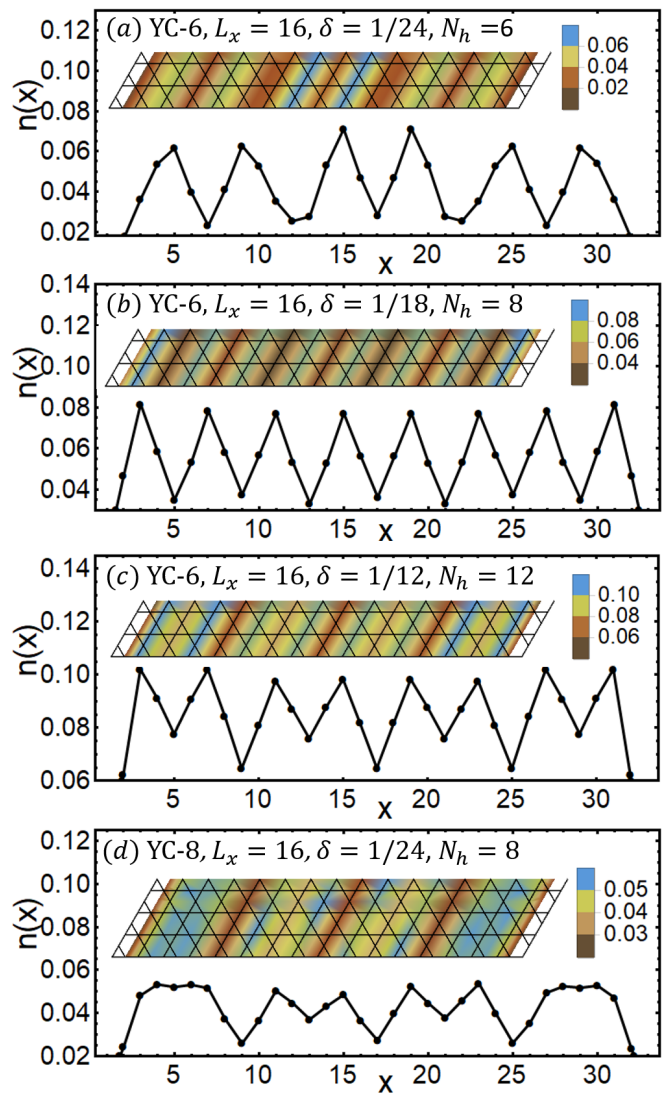 (a) YC-6, Lₓ = 16, δ = 1/24, Nₕ =6
0.13
0.10
0.08
0.06
0.04
0.02
n(x)
0.06
0.04
0.02
5 10 15 20 25 30
X
(b) YC-6, Lₓ = 16, δ = 1/18, Nₕ = 8
0.14
0.12
0.10
0.08
0.06
0.04
n(x)
0.08
0.06
0.04
5 10 15 20 25 30
X
(c) YC-6, Lₓ = 16, δ = 1/12, Nₕ = 12
0.14
0.12
0.10
0.08
0.06
n(x)
0.10
0.08
0.06
5 10 15 20 25 30
X
(d) YC-8, Lₓ = 16, δ = 1/24, Nₕ = 8
0.12
0.10
0.08
0.06
0.04
0.02
n(x)
0.05
0.04
0.03
5 10 15 20 25 30
X